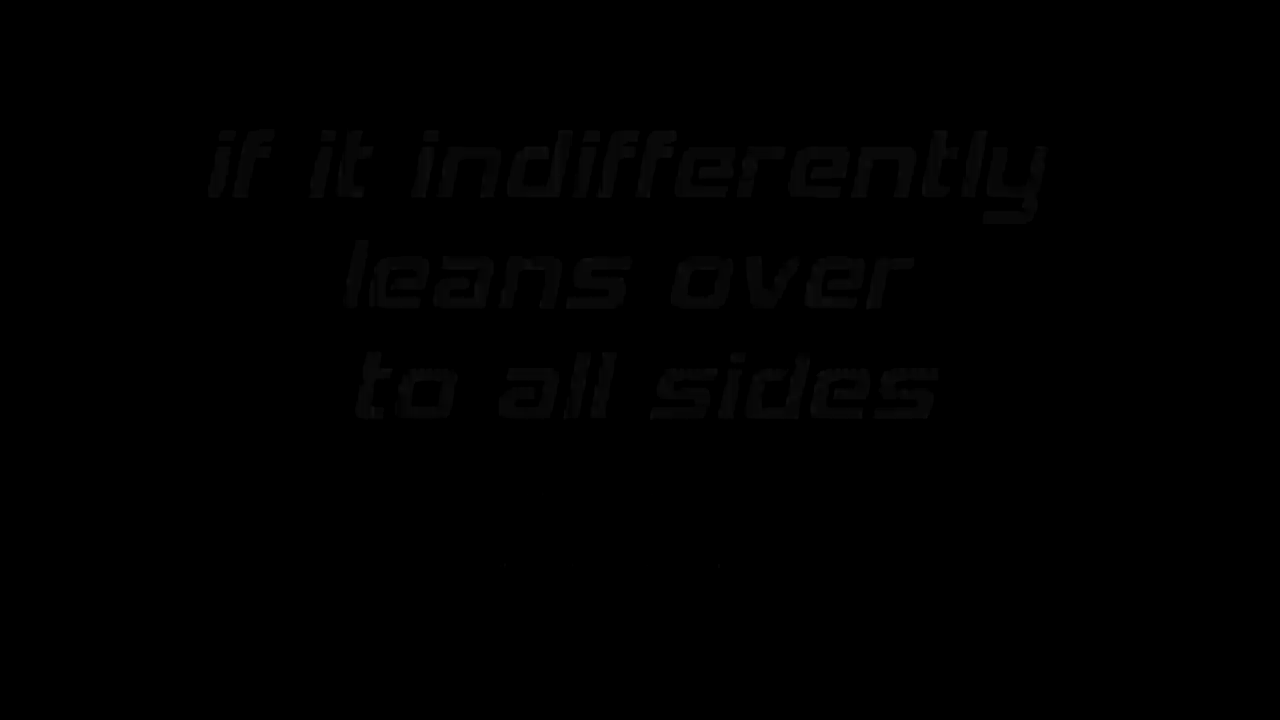 if it indifferently
leans over
to all sides